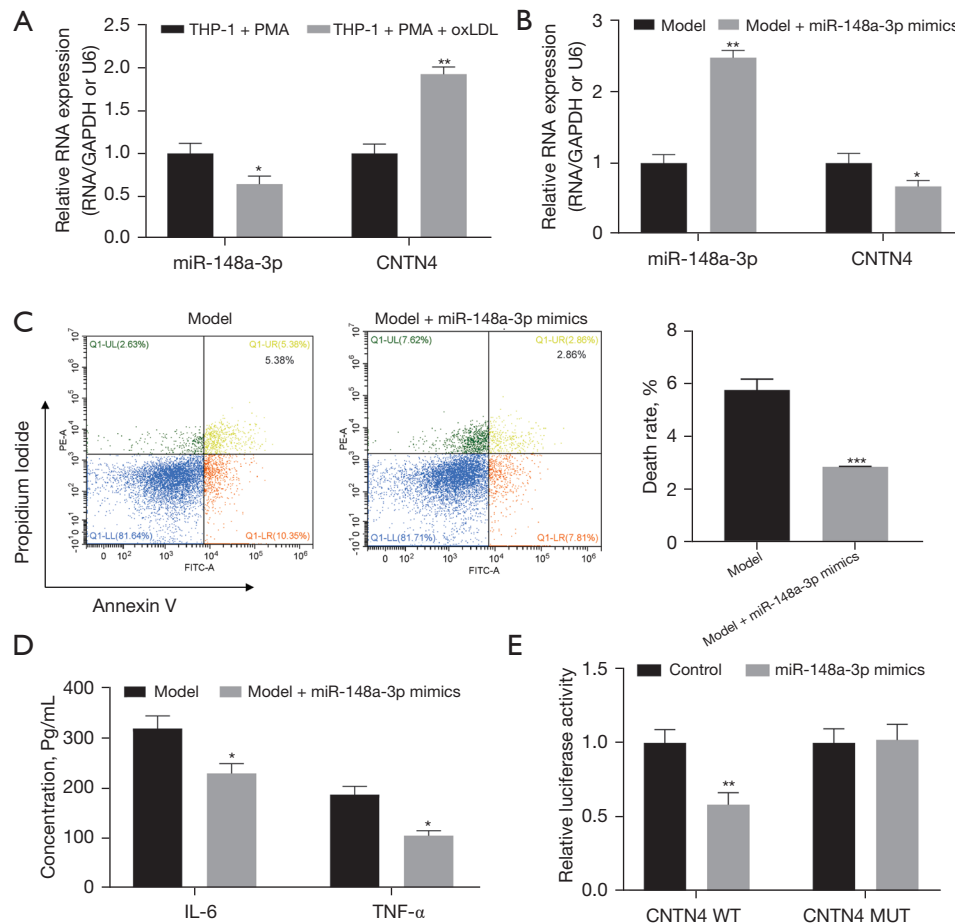 A
THP-1 + PMA
THP-1 + PMA + oxLDL
Relative RNA expression
(RNA/GAPDH or U6)
2.5
2.0
1.5
1.0
0.5
0.0
*
**
miR-148a-3p
CNTN4
B
Model
Model + miR-148a-3p mimics
Relative RNA expression
(RNA/GAPDH or U6)
3
2
1
0
**
*
miR-148a-3p
CNTN4
C
Model
Q1-UL(2.63%)
Q1-UR(5.38%)
5.38%
Q1-LL(81.64%)
Q1-LR(10.35%)
PE-A
FITC-A
Propidium Iodide
Annexin V
Model + miR-148a-3p mimics
Q1-UL(7.62%)
Q1-UR(2.86%)
2.86%
Q1-LL(81.71%)
Q1-LR(7.81%)
PE-A
FITC-A
Death rate, %
8
6
4
2
0
***
Model
Model + miR-148a-3p mimics
D
Model
Model + miR-148a-3p mimics
Concentration, Pg/mL
400
300
200
100
0
*
*
IL-6
TNF-α
E
Control
miR-148a-3p mimics
Relative luciferase activity
1.5
1.0
0.5
0.0
**
CNTN4 WT
CNTN4 MUT